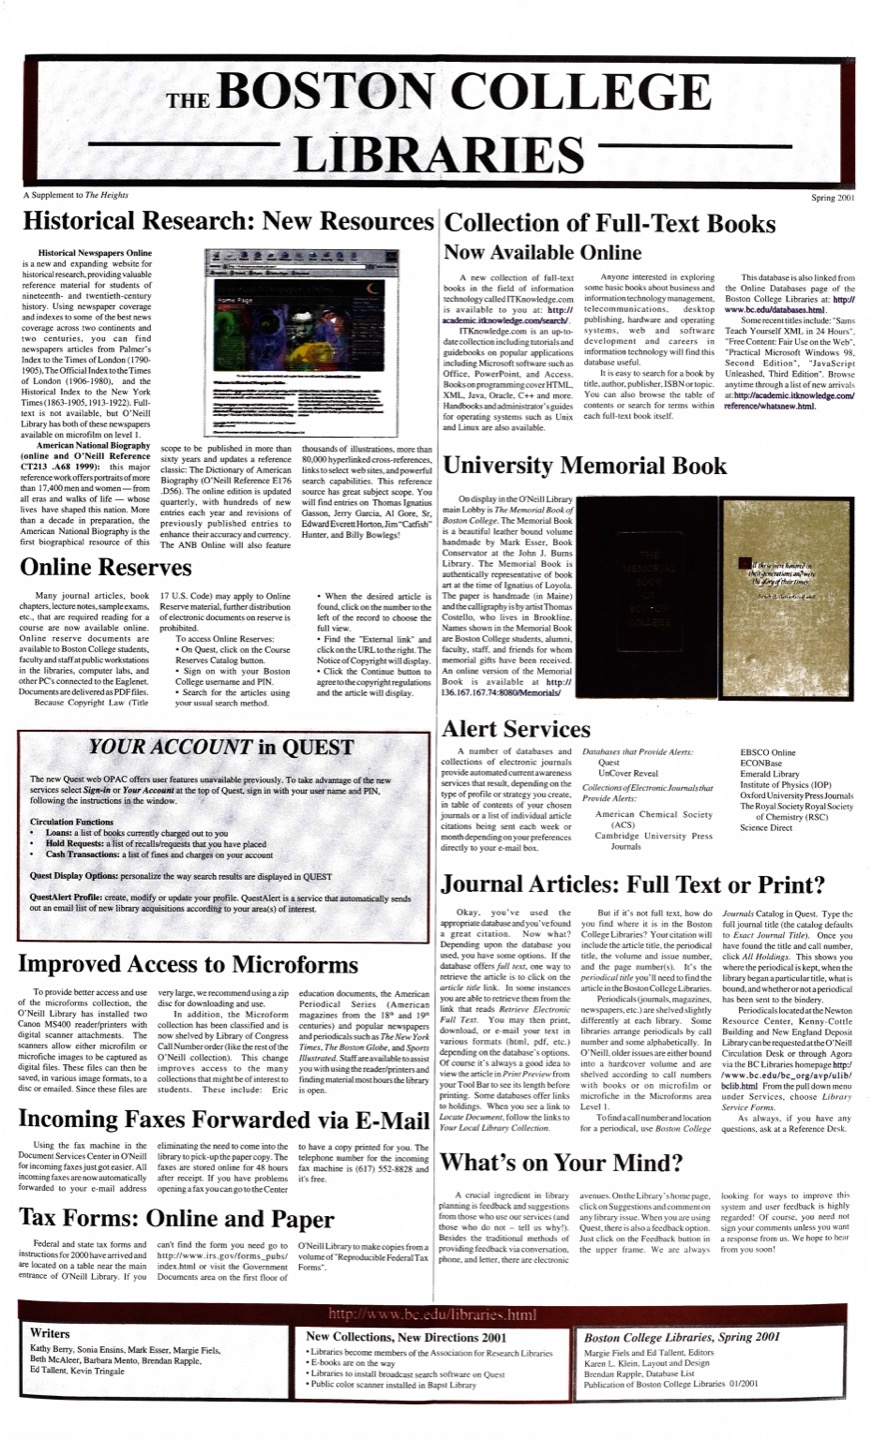 THE BOSTON COLLEGE
LIBRARIES
A Supplement to The Heights
Spring 2001
Historical Research: New Resources
Historical Newspapers Online
is a new and expanding website for
historical research, providing valuable
reference material for students of
nineteenth- and twentieth-century
history. Using newspaper coverage
and indexes to some of the best news
coverage across two continents and
two centuries, you can find
newspapers articles from Palmer's
Index to the Times of London (1790-
1905), The Official Index to the Times
of London (1906-1980), and the
Historical Index to the New York
Times (1863-1905, 1913-1922). Full-
text is not available, but O'Neill
Library has both of these newspapers
available on microfilm on level 1.
American National Biography
(online and O'Neill Reference
CT213 .A68 1999): this major
reference work offers portraits of more
than 17,400 men and women — from
all eras and walks of life — whose
lives have shaped this nation. More
than a decade in preparation, the
American National Biography is the
first biographical resource of this
Home Page
scope to be published in more than
sixty years and updates a reference
classic: The Dictionary of American
Biography (O'Neill Reference E176
.D56). The online edition is updated
quarterly, with hundreds of new
entries each year and revisions of
previously published entries to
enhance their accuracy and currency.
The ANB Online will also feature
thousands of illustrations, more than
80,000 hyperlinked cross-references,
links to select web sites, and powerful
search capabilities. This reference
source has great subject scope. You
will find entries on Thomas Ignatius
Gasson, Jerry Garcia, Al Gore, Sr,
Edward Everett Horton, Jim "Catfish"
Hunter, and Billy Bowlegs!
Online Reserves
Many journal articles, book
chapters, lecture notes, sample exams,
etc., that are required reading for a
course are now available online.
Online reserve documents are
available to Boston College students,
faculty and staff at public workstations
in the libraries, computer labs, and
other PC's connected to the Eaglenet.
Documents are delivered as PDF files.
Because Copyright Law (Title
17 U.S. Code) may apply to Online
Reserve material, further distribution
of electronic documents on reserve is
prohibited.
To access Online Reserves:
• On Quest, click on the Course
Reserves Catalog button.
• Sign on with your Boston
College username and PIN.
• Search for the articles using
your usual search method.
• When the desired article is
found, click on the number to the
left of the record to choose the
full view.
• Find the "External link" and
click on the URL to the right. The
Notice of Copyright will display.
• Click the Continue button to
agree to the copyright regulations
and the article will display.
YOUR ACCOUNT in QUEST
The new Quest web OPAC offers user features unavailable previously. To take advantage of the new
services select Sign-in or Your Account at the top of Quest, sign in with your user name and PIN,
following the instructions in the window.
Circulation Functions
• Loans: a list of books currently charged out to you
• Hold Requests: a list of recalls/requests that you have placed
• Cash Transactions: a list of fines and charges on your account
Quest Display Options: personalize the way search results are displayed in QUEST
QuestAlert Profile: create, modify or update your profile. QuestAlert is a service that automatically sends
out an email list of new library acquisitions according to your area(s) of interest.
Improved Access to Microforms
To provide better access and use
of the microforms collection, the
O'Neill Library has installed two
Canon MS400 reader/printers with
digital scanner attachments. The
scanners allow either microfilm or
microfiche images to be captured as
digital files. These files can then be
saved, in various image formats, to a
disc or emailed. Since these files are
very large, we recommend using a zip
disc for downloading and use.
In addition, the Microform
collection has been classified and is
now shelved by Library of Congress
Call Number order (like the rest of the
O'Neill collection). This change
improves access to the many
collections that might be of interest to
students. These include: Eric
education documents, the American
Periodical Series (American
magazines from the 18th and 19th
centuries) and popular newspapers
and periodicals such as The New York
Times, The Boston Globe, and Sports
Illustrated. Staff are available to assist
you with using the reader/printers and
finding material most hours the library
is open.
Incoming Faxes Forwarded via E-Mail
Using the fax machine in the
Document Services Center in O'Neill
for incoming faxes just got easier. All
incoming faxes are now automatically
forwarded to your e-mail address
eliminating the need to come into the
library to pick-up the paper copy. The
faxes are stored online for 48 hours
after receipt. If you have problems
opening a fax you can go to the Center
to have a copy printed for you. The
telephone number for the incoming
fax machine is (617) 552-8828 and
it's free.
Tax Forms: Online and Paper
Federal and state tax forms and
instructions for 2000 have arrived and
are located on a table near the main
entrance of O'Neill Library. If you
can't find the form you need go to
http://www.irs.gov/forms_pubs/
index.html or visit the Government
Documents area on the first floor of
O'Neill Library to make copies from a
volume of "Reproducible Federal Tax
Forms".
Collection of Full-Text Books
Now Available Online
A new collection of full-text
books in the field of information
technology called ITKnowledge.com
is available to you at: http://
academic.itknowledge.com/search/.
ITKnowledge.com is an up-to-
date collection including tutorials and
guidebooks on popular applications
including Microsoft software such as
Office, PowerPoint, and Access.
Books on programming cover HTML,
XML, Java, Oracle, C++ and more.
Handbooks and administrator's guides
for operating systems such as Unix
and Linux are also available.
Anyone interested in exploring
some basic books about business and
information technology management,
telecommunications, desktop
publishing, hardware and operating
systems, web and software
development and careers in
information technology will find this
database useful.
It is easy to search for a book by
title, author, publisher, ISBN or topic.
You can also browse the table of
contents or search for terms within
each full-text book itself.
This database is also linked from
the Online Databases page of the
Boston College Libraries at: http://
www.bc.edu/databases.html.
Some recent titles include: "Sams
Teach Yourself XML in 24 Hours",
"Free Content: Fair Use on the Web",
"Practical Microsoft Windows 98,
Second Edition", "JavaScript
Unleashed, Third Edition". Browse
anytime through a list of new arrivals
at: http://academic.itknowledge.com/
reference/whatsnew.html.
University Memorial Book
On display in the O'Neill Library
main Lobby is The Memorial Book of
Boston College. The Memorial Book
is a beautiful leather bound volume
handmade by Mark Esser, Book
Conservator at the John J. Burns
Library. The Memorial Book is
authentically representative of book
art at the time of Ignatius of Loyola.
The paper is handmade (in Maine)
and the calligraphy is by artist Thomas
Costello, who lives in Brookline.
Names shown in the Memorial Book
are Boston College students, alumni,
faculty, staff, and friends for whom
memorial gifts have been received.
An online version of the Memorial
Book is available at http://
136.167.167.74:8080/Memorials/
THE
MEMORIAL
BOOK
OF BOSTON
COLLEGE
All these were honored in
their generations and were
the glory of their times
Alert Services
A number of databases and
collections of electronic journals
provide automated current awareness
services that result, depending on the
type of profile or strategy you create,
in table of contents of your chosen
journals or a list of individual article
citations being sent each week or
month depending on your preferences
directly to your e-mail box.
Databases that Provide Alerts:
Quest
UnCover Reveal
Collections of Electronic Journals that
Provide Alerts:
American Chemical Society
(ACS)
Cambridge University Press
Journals
EBSCO Online
ECONBase
Emerald Library
Institute of Physics (IOP)
Oxford University Press Journals
The Royal Society Royal Society
of Chemistry (RSC)
Science Direct
Journal Articles: Full Text or Print?
Okay, you've used the
appropriate database and you've found
a great citation. Now what?
Depending upon the database you
used, you have some options. If the
database offers full text, one way to
retrieve the article is to click on the
article title link. In some instances
you are able to retrieve them from the
link that reads Retrieve Electronic
Full Text. You may then print,
download, or e-mail your text in
various formats (html, pdf, etc.)
depending on the database's options.
Of course it's always a good idea to
view the article in Print Preview from
your Tool Bar to see its length before
printing. Some databases offer links
to holdings. When you see a link to
Locate Document, follow the links to
Your Local Library Collection.
But if it's not full text, how do
you find where it is in the Boston
College Libraries? Your citation will
include the article title, the periodical
title, the volume and issue number,
and the page number(s). It's the
periodical title you'll need to find the
article in the Boston College Libraries.
Periodicals (journals, magazines,
newspapers, etc.) are shelved slightly
differently at each library. Some
libraries arrange periodicals by call
number and some alphabetically. In
O'Neill, older issues are either bound
into a hardcover volume and are
shelved according to call numbers
with books or on microfilm or
microfiche in the Microforms area
Level 1.
To find a call number and location
for a periodical, use Boston College
Journals Catalog in Quest. Type the
full journal title (the catalog defaults
to Exact Journal Title). Once you
have found the title and call number,
click All Holdings. This shows you
where the periodical is kept, when the
library began a particular title, what is
bound, and whether or not a periodical
has been sent to the bindery.
Periodicals located at the Newton
Resource Center, Kenny-Cottle
Building and New England Deposit
Library can be requested at the O'Neill
Circulation Desk or through Agora
via the BC Libraries homepage http:/
/www.bc.edu/bc_org/avp/ulib/
bclib.html From the pull down menu
under Services, choose Library
Service Forms.
As always, if you have any
questions, ask at a Reference Desk.
What's on Your Mind?
A crucial ingredient in library
planning is feedback and suggestions
from those who use our services (and
those who do not – tell us why!).
Besides the traditional methods of
providing feedback via conversation,
phone, and letter, there are electronic
avenues. On the Library's home page,
click on Suggestions and comment on
any library issue. When you are using
Quest, there is also a feedback option.
Just click on the Feedback button in
the upper frame. We are always
looking for ways to improve this
system and user feedback is highly
regarded! Of course, you need not
sign your comments unless you want
a response from us. We hope to hear
from you soon!
http://www.bc.edu/libraries.html
Writers
Kathy Berry, Sonia Ensins, Mark Esser, Margie Fiels,
Beth McAleer, Barbara Mento, Brendan Rapple,
Ed Tallent, Kevin Tringale
New Collections, New Directions 2001
• Libraries become members of the Association for Research Libraries
• E-books are on the way
• Libraries to install broadcast search software on Quest
• Public color scanner installed in Bapst Library
Boston College Libraries, Spring 2001
Margie Fiels and Ed Tallent, Editors
Karen L. Klein, Layout and Design
Brendan Rapple, Database List
Publication of Boston College Libraries 01/2001